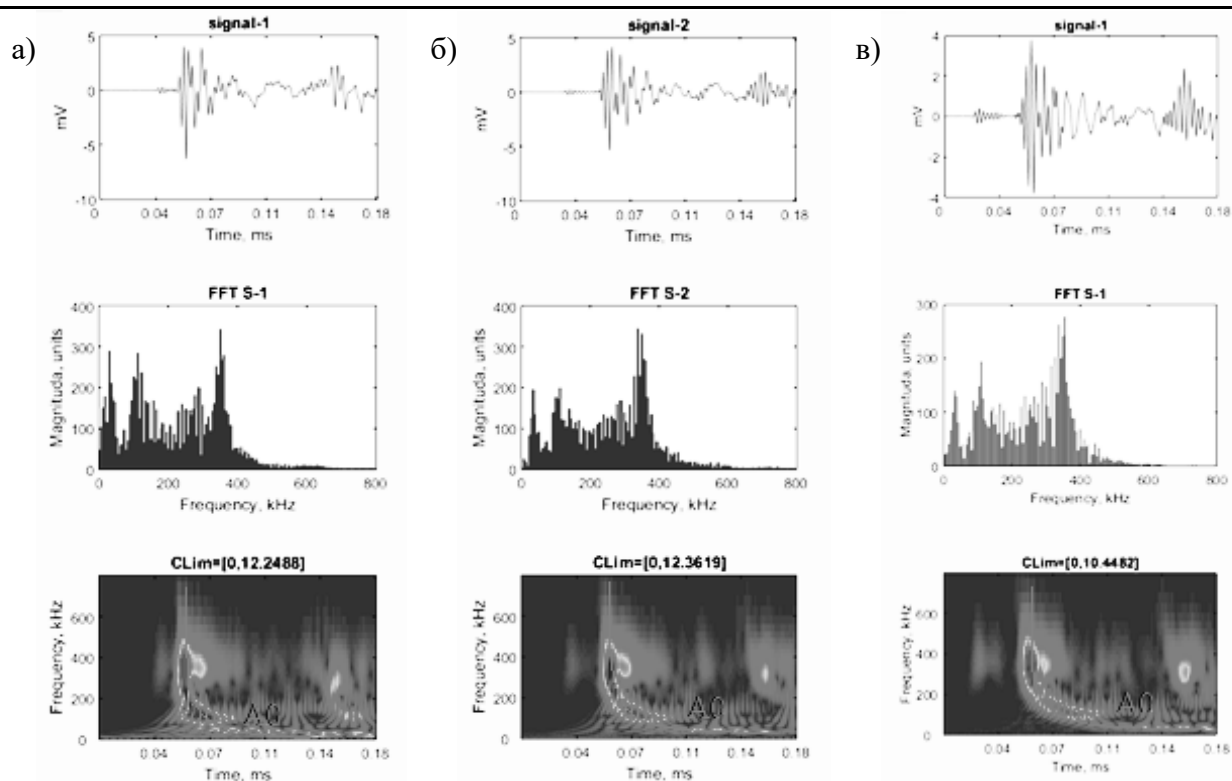 а)
signal-1
mV
5
0
-5
-10
0 0.04 0.07 0.11 0.14 0.18
Time, ms
б)
signal-2
mV
5
0
-5
-10
0 0.04 0.07 0.11 0.14 0.18
Time, ms
в)
signal-1
mV
4
2
0
-2
-4
0 0.04 0.07 0.11 0.14 0.18
Time, ms
FFT S-1
Magnituda, units
400
300
200
100
0
0 200 400 600 800
Frequency, kHz
FFT S-2
Magnituda, units
400
300
200
100
0
0 200 400 600 800
Frequency, kHz
FFT S-1
Magnituda, units
300
200
100
0
0 200 400 600 800
Frequency, kHz
CLim=[0,12.2488]
Frequency, kHz
600
400
200
0
A0
0.04 0.07 0.11 0.14 0.18
Time, ms
CLim=[0,12.3619]
Frequency, kHz
600
400
200
0
A0
0.04 0.07 0.11 0.14 0.18
Time, ms
CLim=[0,10.4482]
Frequency, kHz
600
400
200
0
A0
0.04 0.07 0.11 0.14 0.18
Time, ms